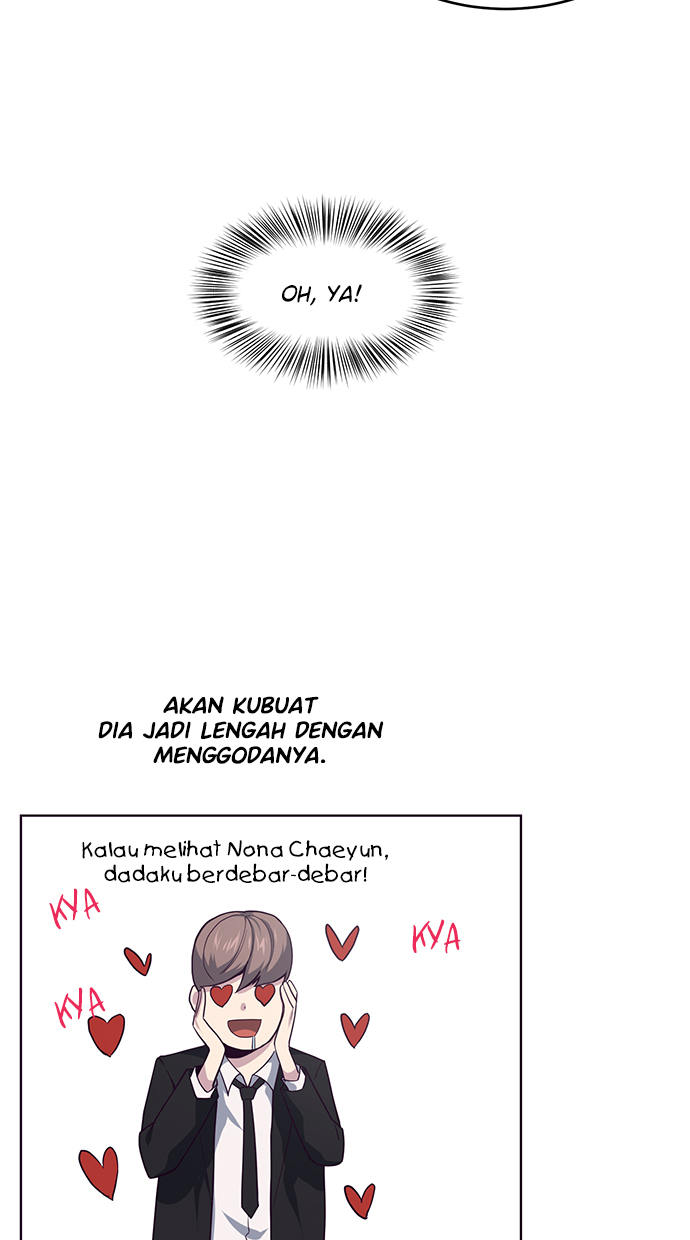 OH, YA!
AKAN KUBUAT
DIA JADI LENGAH DENGAN
MENGGODANYA.
Kalau melihat Nona Chaeyun,
dadaku berdebar-debar!
KYA
KYA
KYA